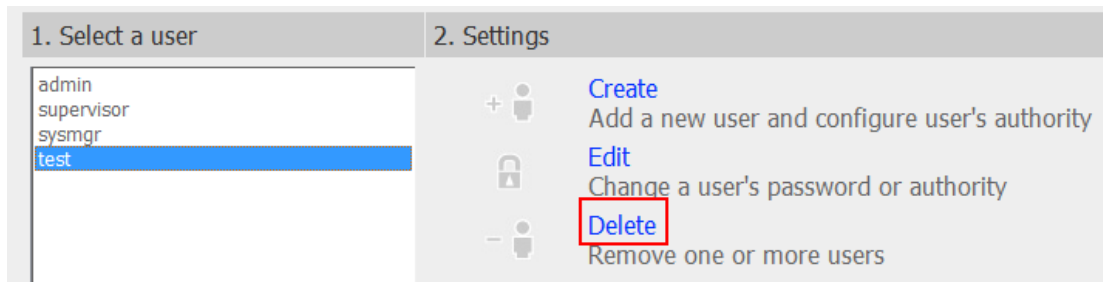 1. Select a user
2. Settings
admin
supervisor
sysmgr
test
Create
Add a new user and configure user's authority
Edit
Change a user's password or authority
Delete
Remove one or more users